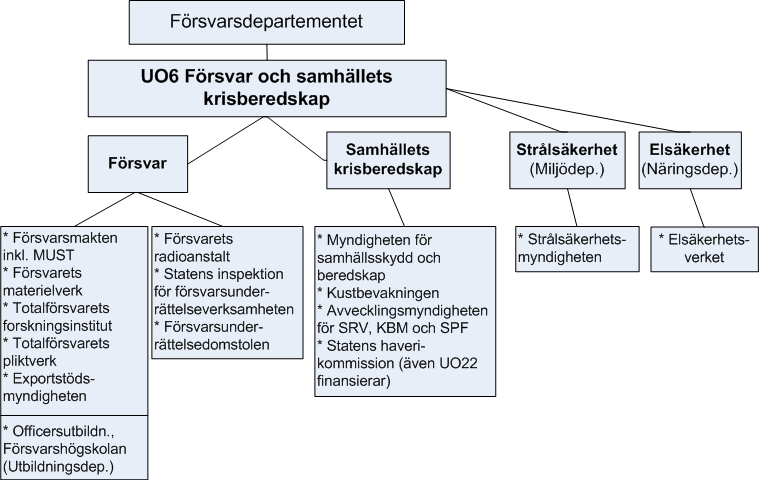 Försvarsdepartementet
UO6 Försvar och samhällets
krisberedskap
Försvar
Samhällets
krisberedskap
Strålsäkerhet
(Miljödep.)
Elsäkerhet
(Näringsdep.)
* Försvarsmakten
inkl. MUST
* Försvarets
materielverk
* Totalförsvarets
forskningsinstitut
* Totalförsvarets
pliktverk
* Exportstöds-
myndigheten
* Officersutbildn.,
Försvarshögskolan
(Utbildningsdep.)
* Försvarets
radioanstalt
* Statens inspektion
för försvarsunder-
rättelseverksamheten
* Försvarsunder-
rättelsedomstolen
* Myndigheten för
samhällsskydd och
beredskap
* Kustbevakningen
* Avvecklingsmyndigheten
för SRV, KBM och SPF
* Statens haveri-
kommission (även UO22
finansierar)
* Strålsäkerhets-
myndigheten
* Elsäkerhets-
verket